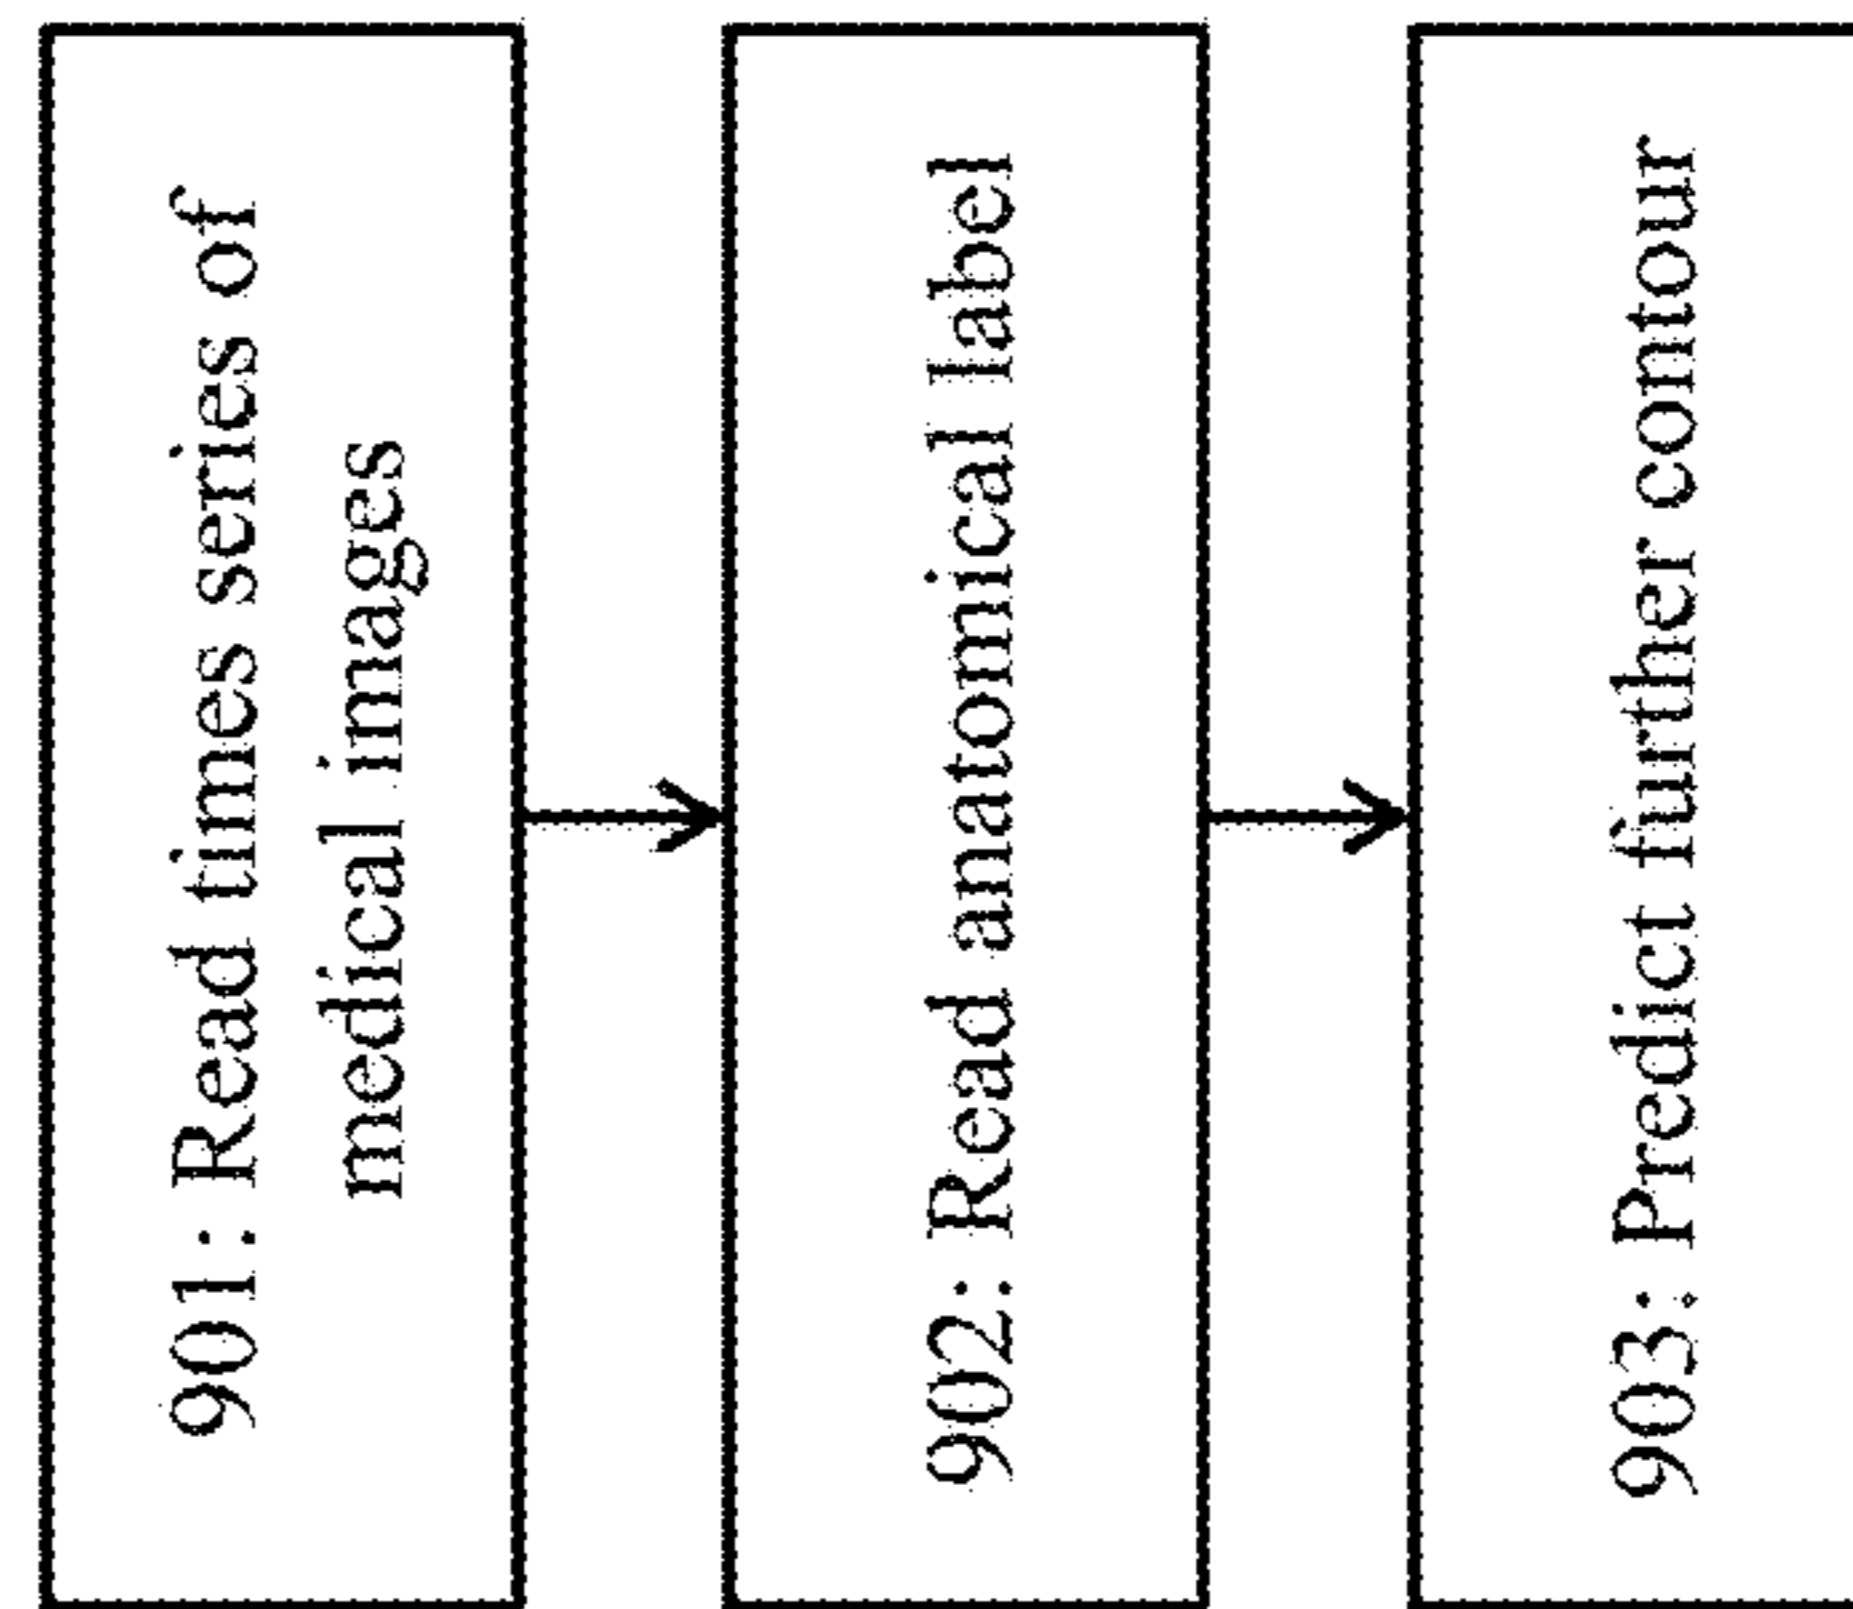 901: Read times series of
medical images
902: Read anatomical label
903: Predict further contour